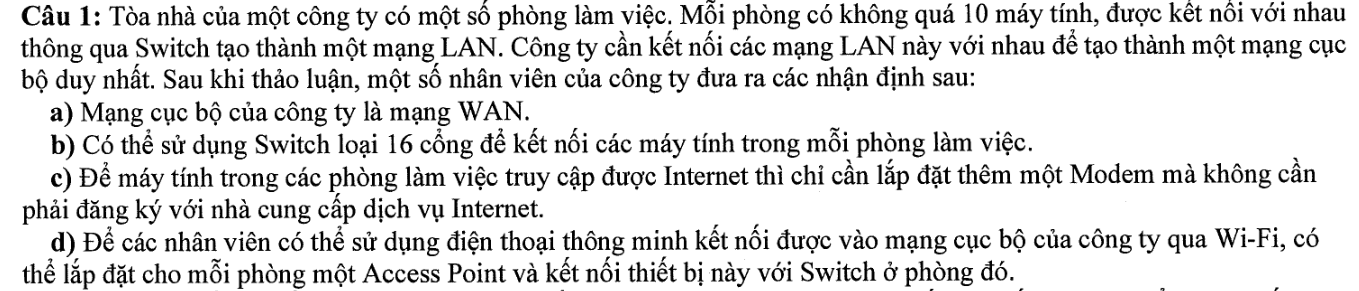 Câu 1: Tòa nhà của một công ty có một số phòng làm việc. Mỗi phòng có không quá 10 máy tính, được kết nối với nhau
thông qua Switch tạo thành một mạng LAN. Công ty cần kết nối các mạng LAN này với nhau để tạo thành một mạng cục
bộ duy nhất. Sau khi thảo luận, một số nhân viên của công ty đưa ra các nhận định sau:
a) Mạng cục bộ của công ty là mạng WAN.
b) Có thể sử dụng Switch loại 16 cổng để kết nối các máy tính trong mỗi phòng làm việc.
c) Để máy tính trong các phòng làm việc truy cập được Internet thì chỉ cần lắp đặt thêm một Modem mà không cần
phải đăng ký với nhà cung cấp dịch vụ Internet.
d) Để các nhân viên có thể sử dụng điện thoại thông minh kết nối được vào mạng cục bộ của công ty qua Wi-Fi, có
thể lắp đặt cho mỗi phòng một Access Point và kết nối thiết bị này với Switch ở phòng đó.